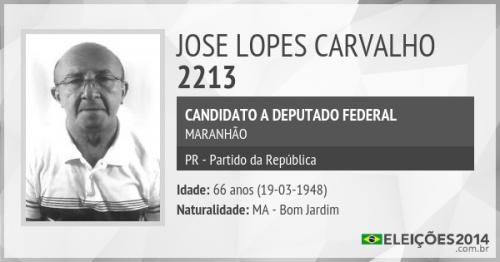 JOSE LOPES CARVALHO
2213
CANDIDATO A DEPUTADO FEDERAL
MARANHÃO
PR - Partido da República
Idade: 66 anos (19-03-1948)
Naturalidade: MA - Bom Jardim
ELEIÇÕES2014
.com.br